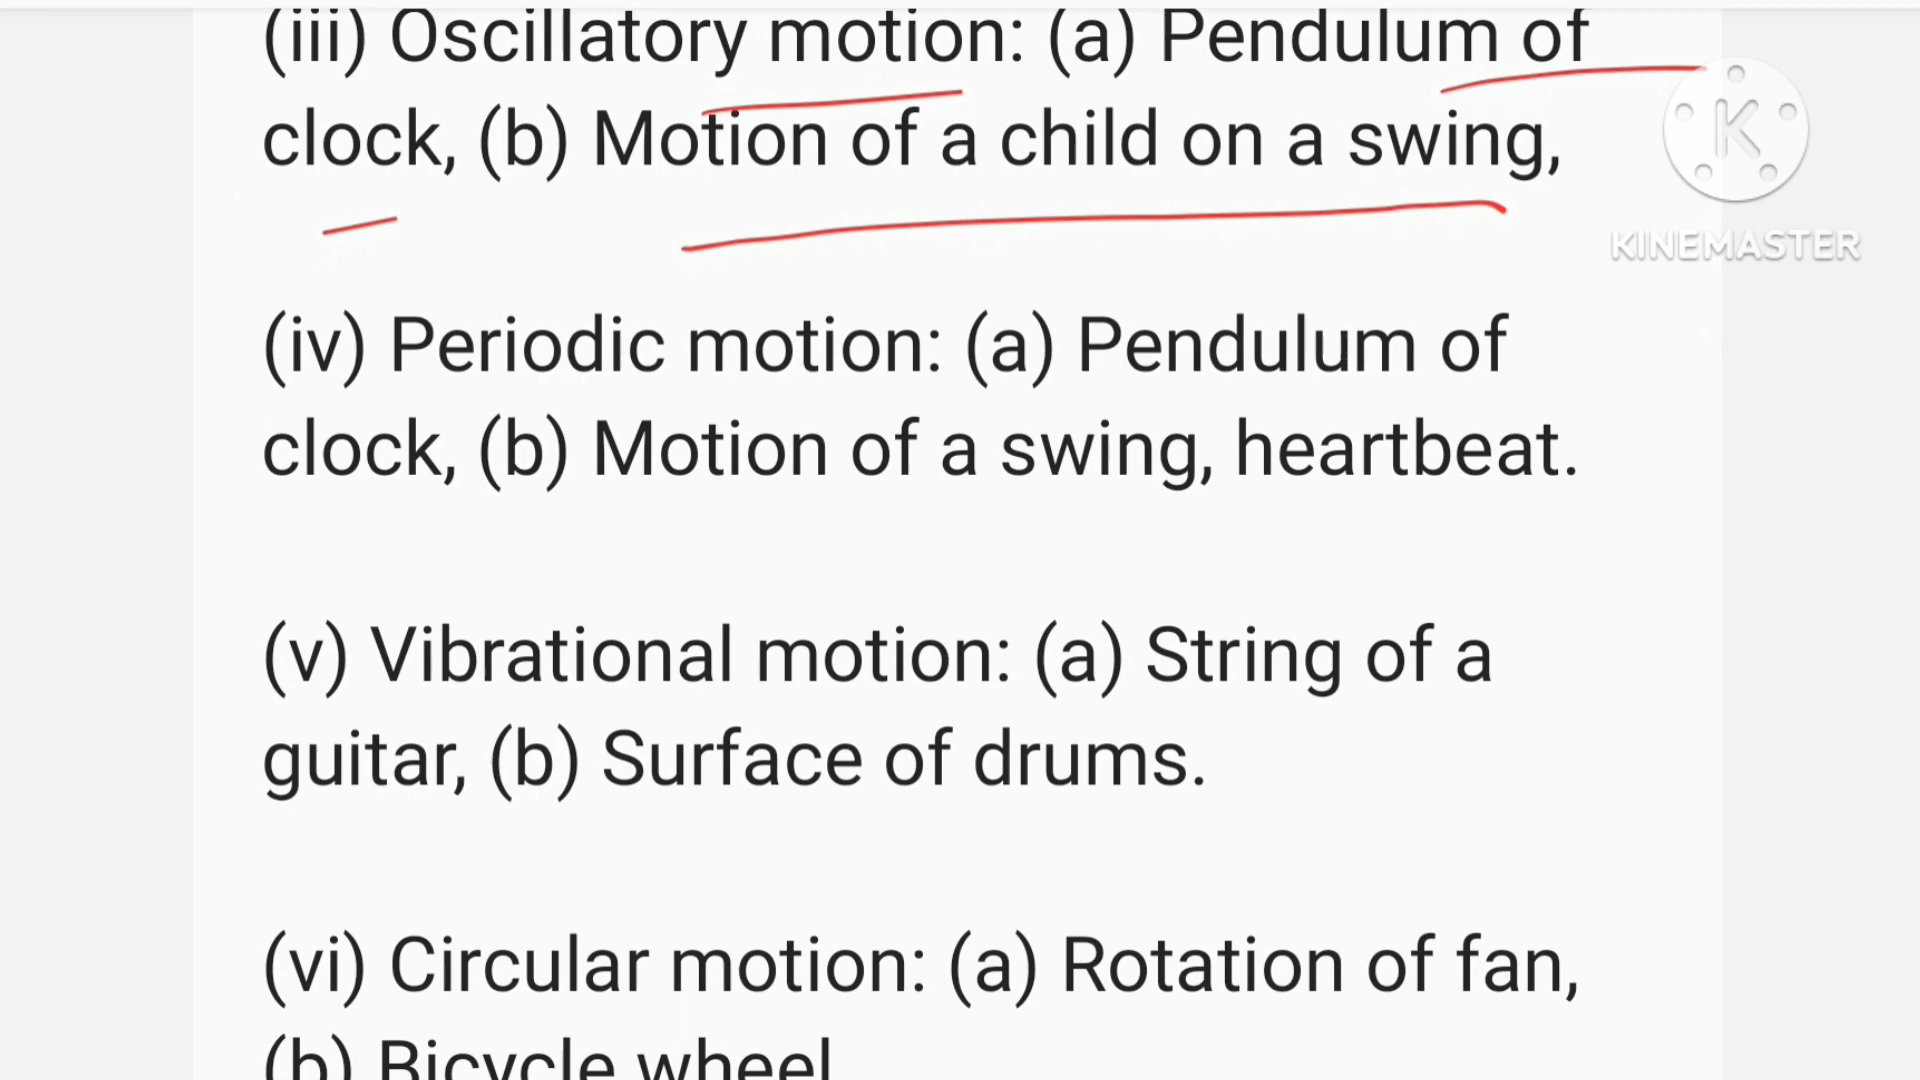 (iii) Oscillatory motion: (a) Pendulum of
clock, (b) Motion of a child on a swing,
K
KINEMASTER
(iv) Periodic motion: (a) Pendulum of
clock, (b) Motion of a swing, heartbeat.
(v) Vibrational motion: (a) String of a
guitar, (b) Surface of drums.
(vi) Circular motion: (a) Rotation of fan,
(b) Bicycle wheel